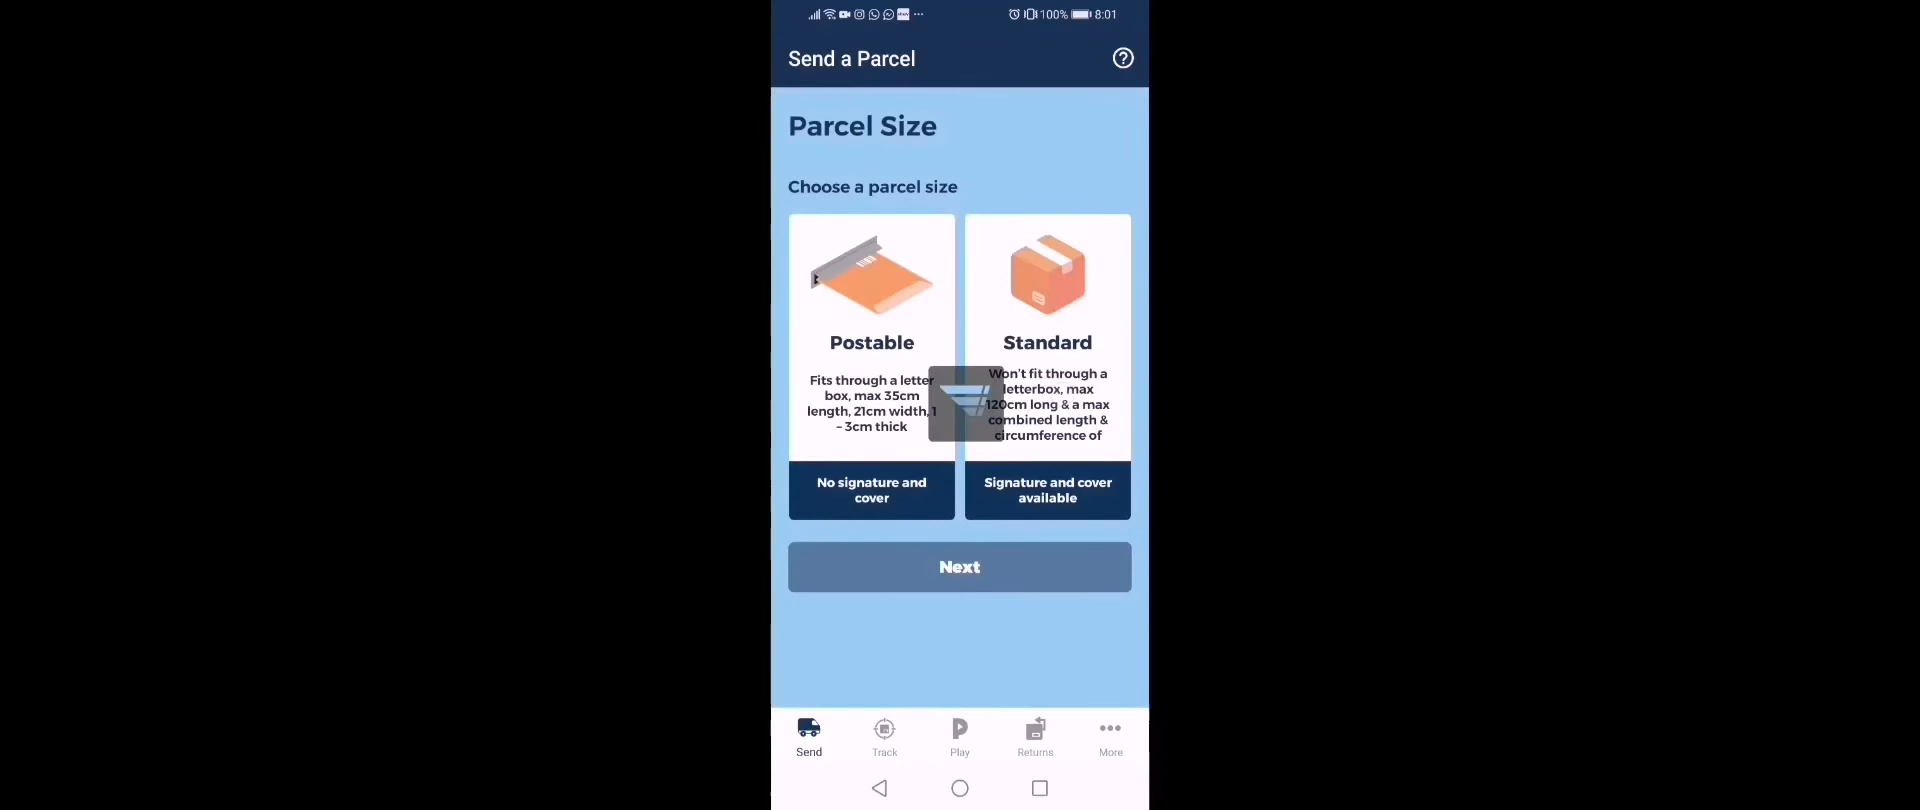 100% 8:01
Send a Parcel
Parcel Size
Choose a parcel size
Postable
Fits through a letter
box, max 35cm
length, 21cm width, 1
– 3cm thick
No signature and
cover
Standard
Won't fit through a
letterbox, max
120cm long & a max
combined length &
circumference of
Signature and cover
available
Next
Send
Track
Play
Returns
More